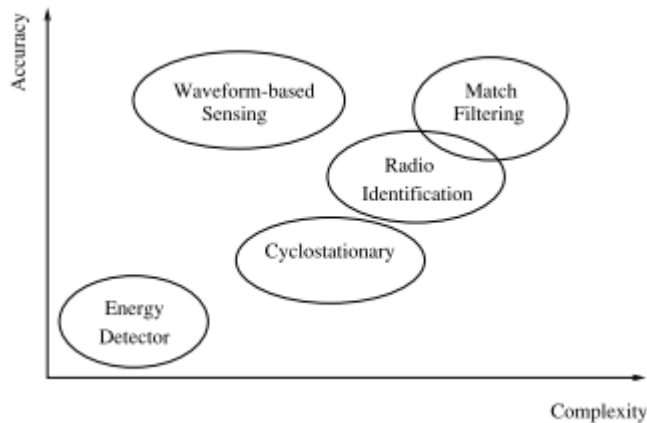 Accuracy
Waveform-based
Sensing
Match
Filtering
Radio
Identification
Cyclostationary
Energy
Detector
Complexity